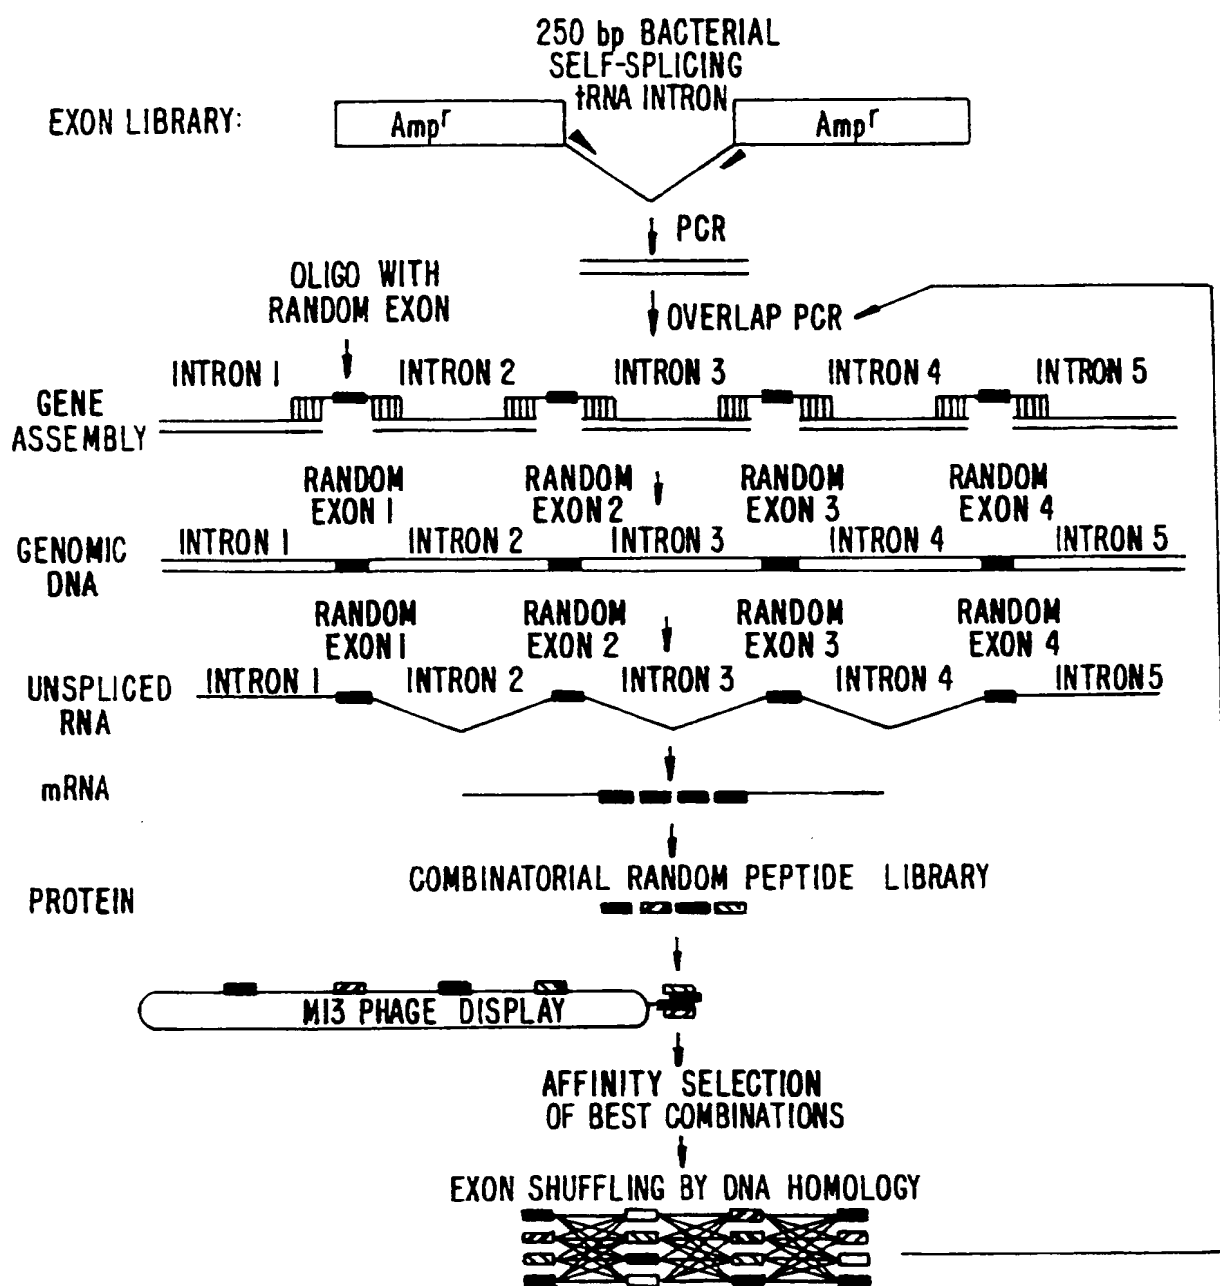 250 bp BACTERIAL
SELF-SPLICING
tRNA INTRON
EXON LIBRARY:
Ampr
Ampr
PCR
OLIGO WITH
RANDOM EXON
OVERLAP PCR
INTRON 1
INTRON 2
INTRON 3
INTRON 4
INTRON 5
GENE
ASSEMBLY
RANDOM
EXON 1
RANDOM
EXON 2
RANDOM
EXON 3
RANDOM
EXON 4
GENOMIC
DNA
INTRON 1
INTRON 2
INTRON 3
INTRON 4
INTRON 5
RANDOM
EXON 1
RANDOM
EXON 2
RANDOM
EXON 3
RANDOM
EXON 4
UNSPLICED
RNA
INTRON 1
INTRON 2
INTRON 3
INTRON 4
INTRON 5
mRNA
COMBINATORIAL RANDOM PEPTIDE LIBRARY
PROTEIN
M13 PHAGE DISPLAY
AFFINITY SELECTION
OF BEST COMBINATIONS
EXON SHUFFLING BY DNA HOMOLOGY